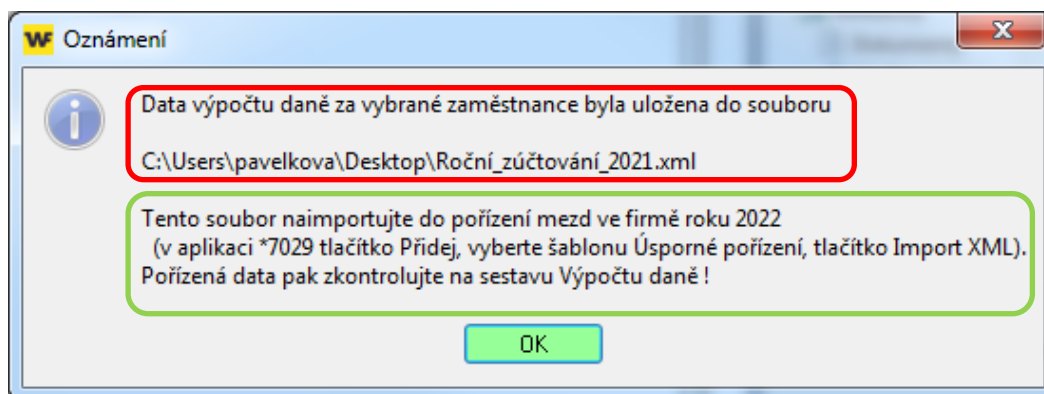 WF Oznámení
Data výpočtu daně za vybrané zaměstnance byla uložena do souboru
C:\Users\pavelkova\Desktop\Roční_zúčtování_2021.xml
Tento soubor naimportujte do pořízení mezd ve firmě roku 2022
(v aplikaci *7029 tlačítko Přidej, vyberte šablonu Úsporné pořízení, tlačítko Import XML).
Pořízená data pak zkontrolujte na sestavu Výpočtu daně !
OK